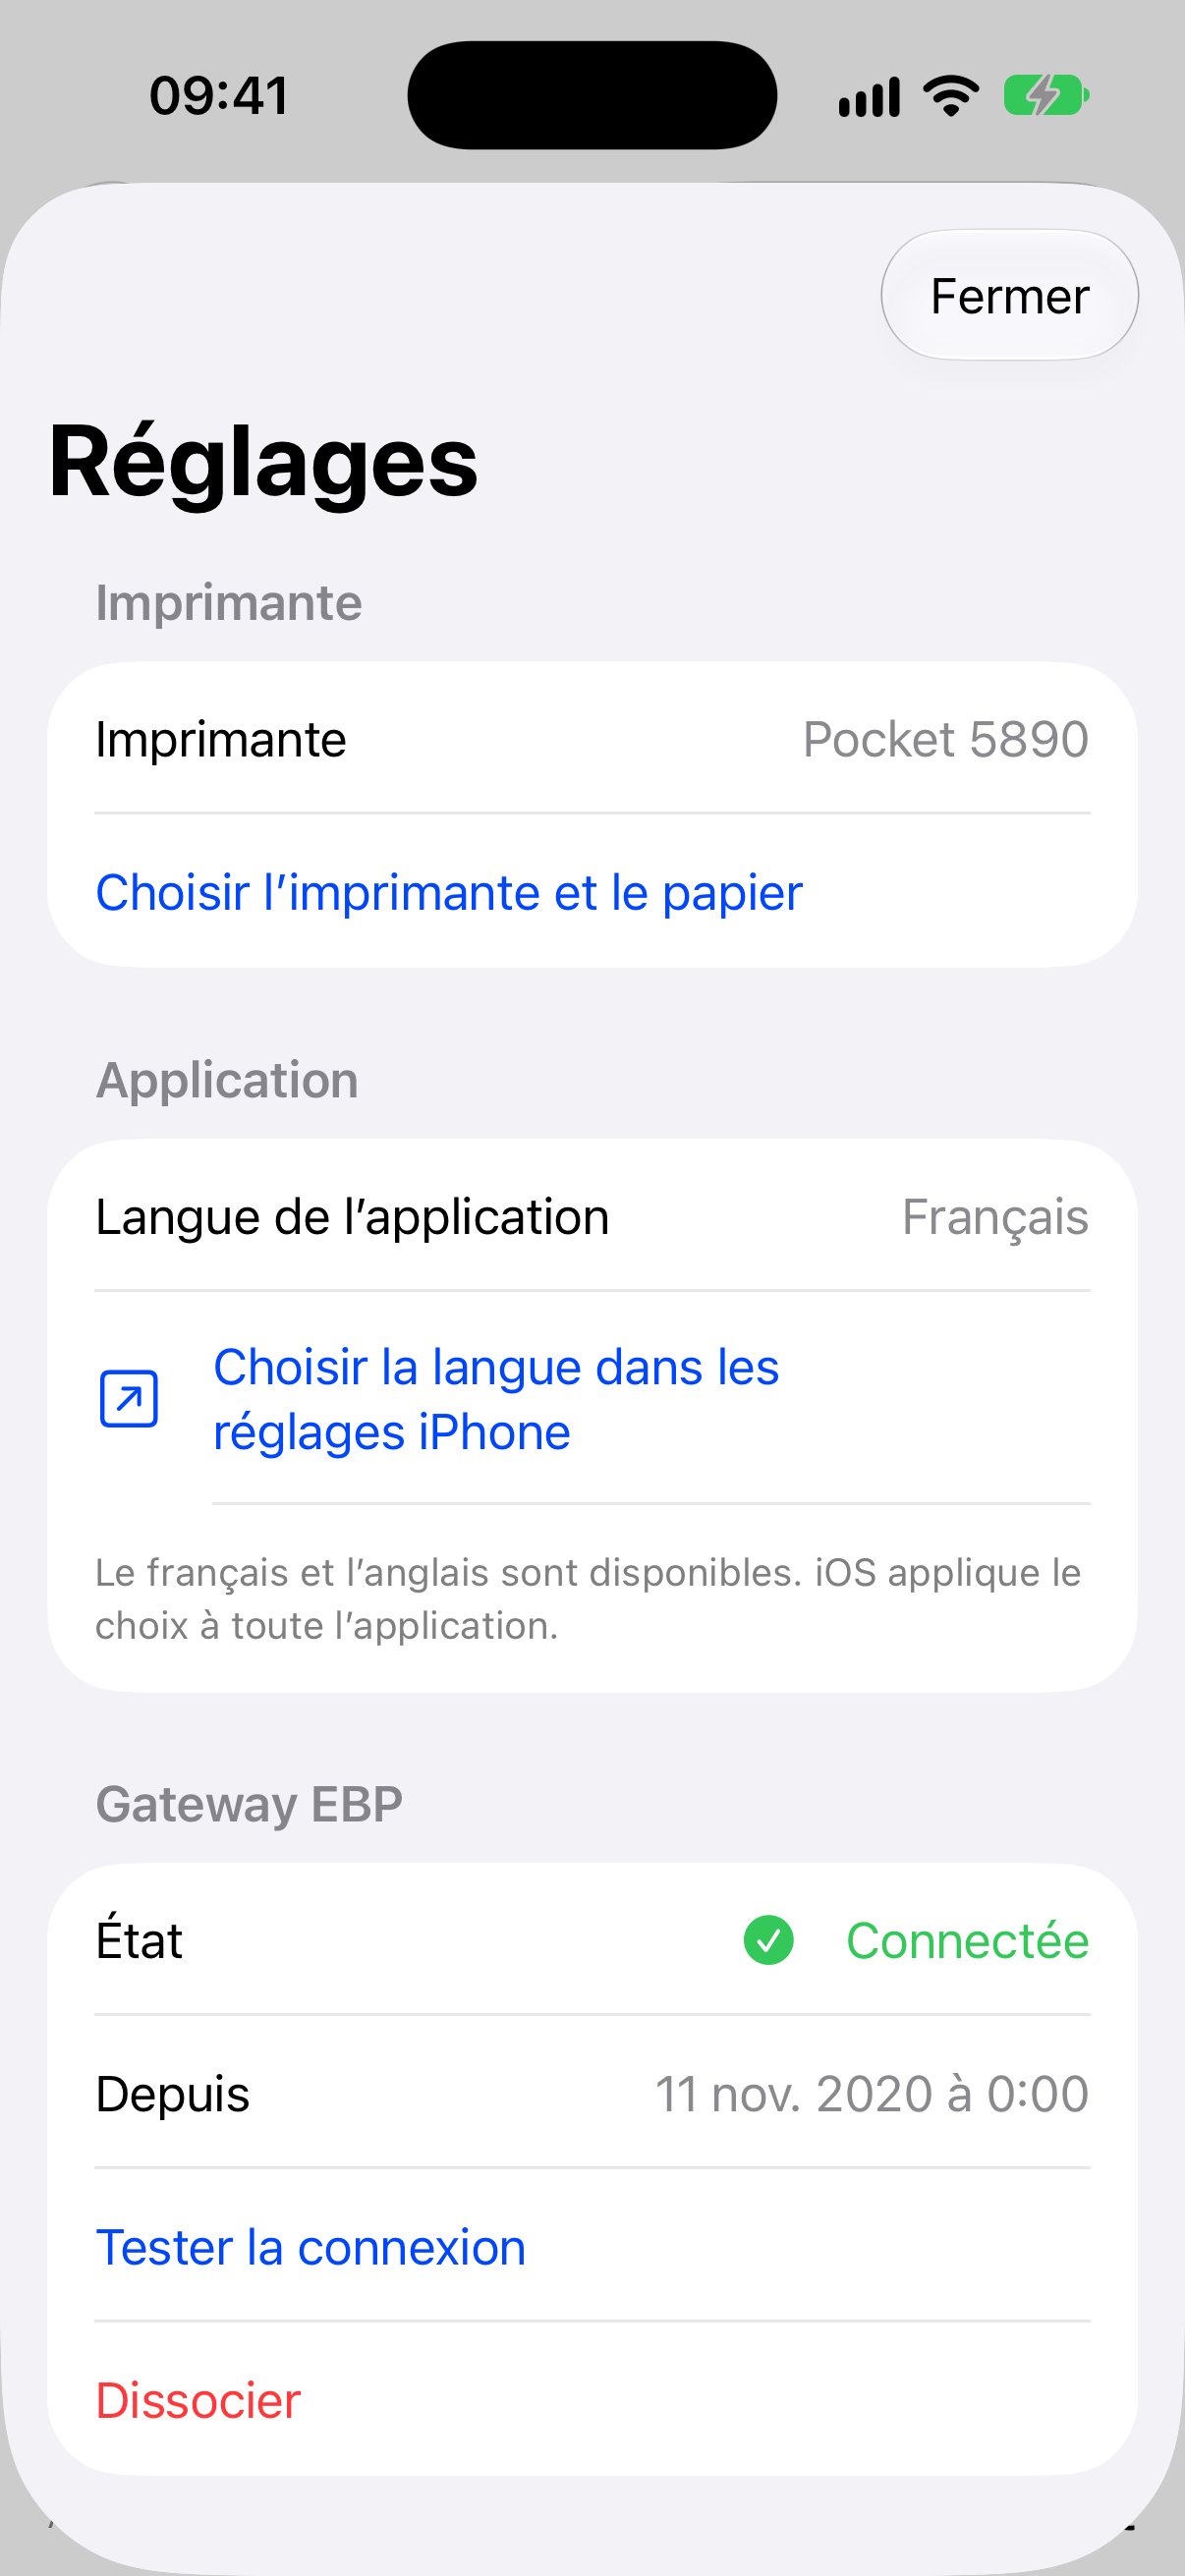 09:41
Fermer
Réglages
Imprimante
Imprimante Pocket 5890
Choisir l’imprimante et le papier
Application
Langue de l’application Français
Choisir la langue dans les
réglages iPhone
Le français et l’anglais sont disponibles. iOS applique le
choix à toute l’application.
Gateway EBP
État Connectée
Depuis 11 nov. 2020 à 0:00
Tester la connexion
Dissocier